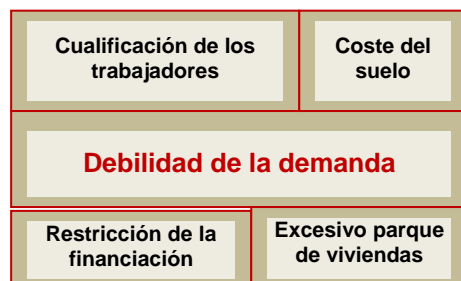 Cualificación de los
trabajadores
Coste del
suelo
Debilidad de la demanda
Restricción de la
financiación
Excesivo parque
de viviendas